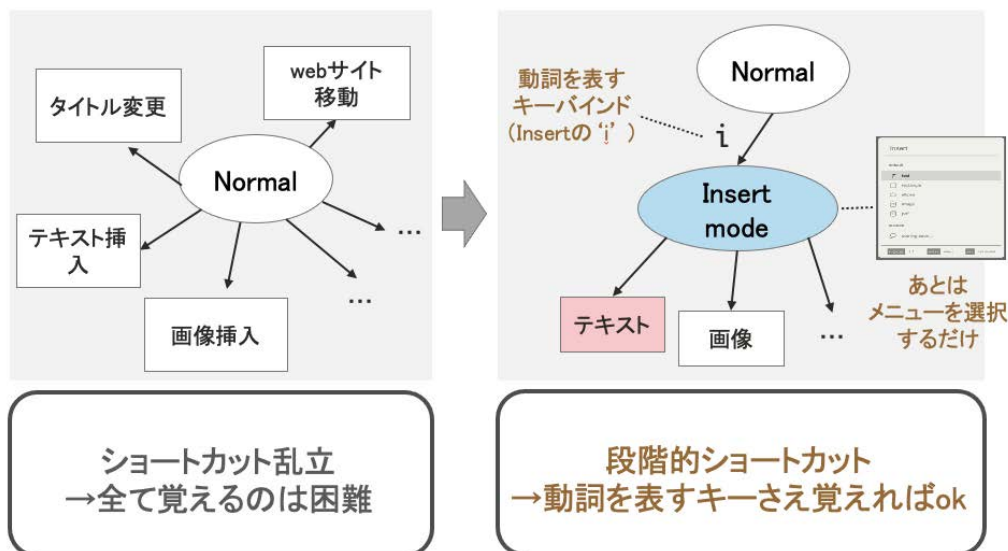 タイトル変更
webサイト
移動
Normal
テキスト挿
入
画像挿入
…
…
Normal
動詞を表す
キーバインド
(Insertの‘i’)
i
Insert
mode
テキスト
画像
…
Insert
text
image
あとは
メニューを選択
するだけ
ショートカット乱立
→全て覚えるのは困難
段階的ショートカット
→動詞を表すキーさえ覚えればok